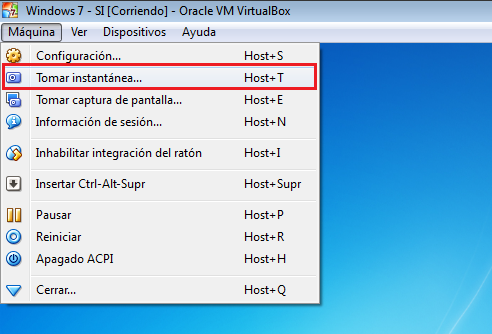 Windows 7 - SI [Corriendo] - Oracle VM VirtualBox
Máquina Ver Dispositivos Ayuda
Configuración... Host+S
Tomar instantánea... Host+T
Tomar captura de pantalla... Host+E
Información de sesión... Host+N
Inhabilitar integración del ratón Host+I
Insertar Ctrl-Alt-Supr Host+Supr
Pausar Host+P
Reiniciar Host+R
Apagado ACPI Host+H
Cerrar... Host+Q